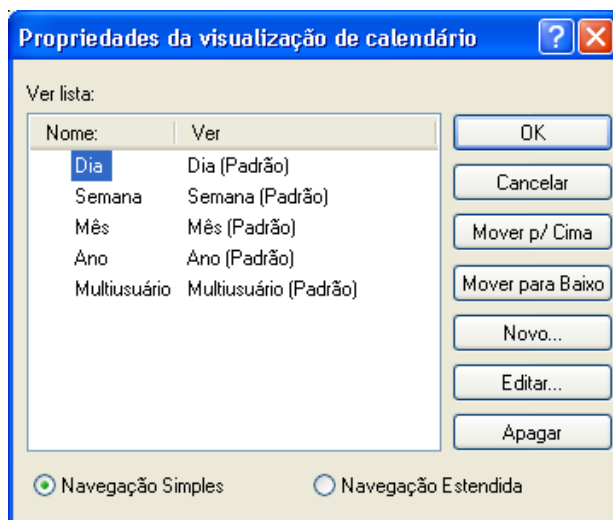 Propriedades da visualização de calendário
Ver lista:
Nome: Ver
Dia Dia (Padrão)
Semana Semana (Padrão)
Mês Mês (Padrão)
Ano Ano (Padrão)
Multiusuário Multiusuário (Padrão)
OK
Cancelar
Mover p/ Cima
Mover para Baixo
Novo...
Editar...
Apagar
Navegação Simples Navegação Estendida